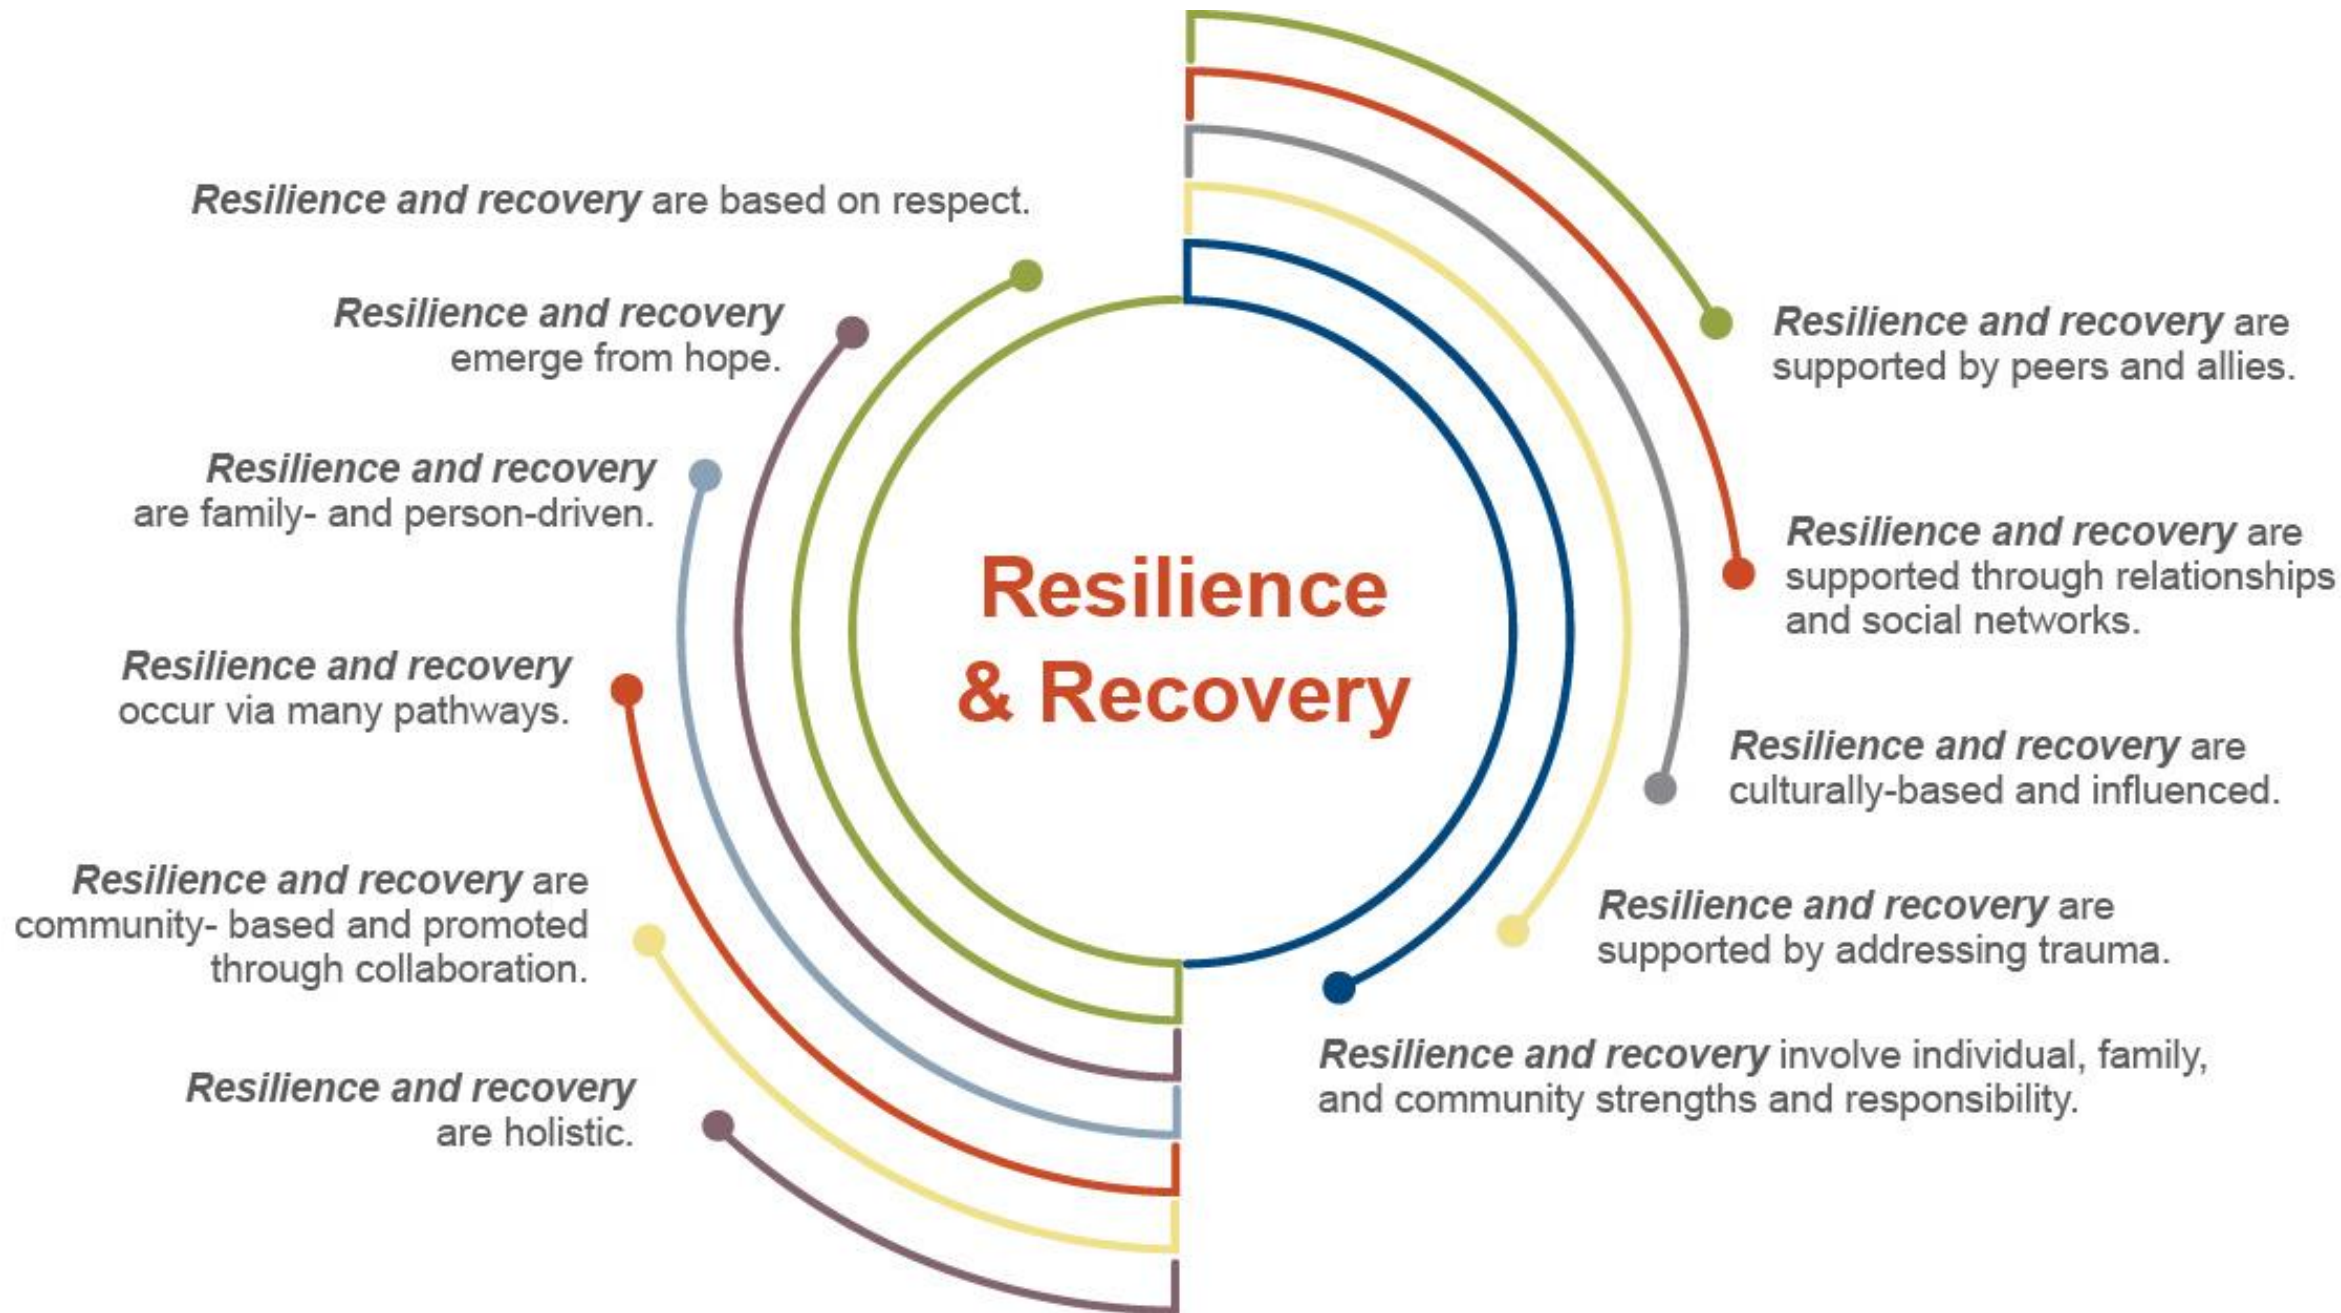 Resilience and recovery are based on respect.
Resilience and recovery
emerge from hope.
Resilience and recovery
are family- and person-driven.
Resilience and recovery
occur via many pathways.
Resilience and recovery are
community- based and promoted
through collaboration.
Resilience and recovery
are holistic.
Resilience
& Recovery
Resilience and recovery are
supported by peers and allies.
Resilience and recovery are
supported through relationships
and social networks.
Resilience and recovery are
culturally-based and influenced.
Resilience and recovery are
supported by addressing trauma.
Resilience and recovery involve individual, family,
and community strengths and responsibility.